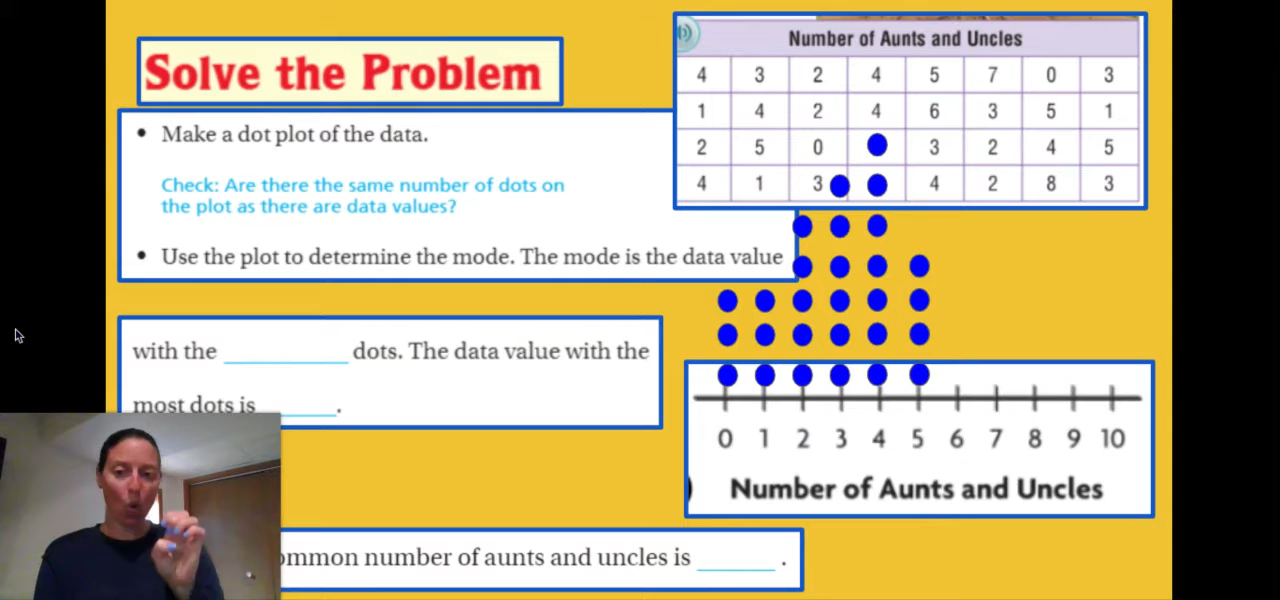 Solve the Problem
Make a dot plot of the data.
Check: Are there the same number of dots on
the plot as there are data values?
Use the plot to determine the mode. The mode is the data value
with the ____ dots. The data value with the
most dots is ____.
ommon number of aunts and uncles is ____.
Number of Aunts and Uncles
4 3 2 4 5 7 0 3
1 4 2 4 6 3 5 1
2 5 0 3 2 4 5
4 1 3 4 2 8 3
0 1 2 3 4 5 6 7 8 9 10
Number of Aunts and Uncles